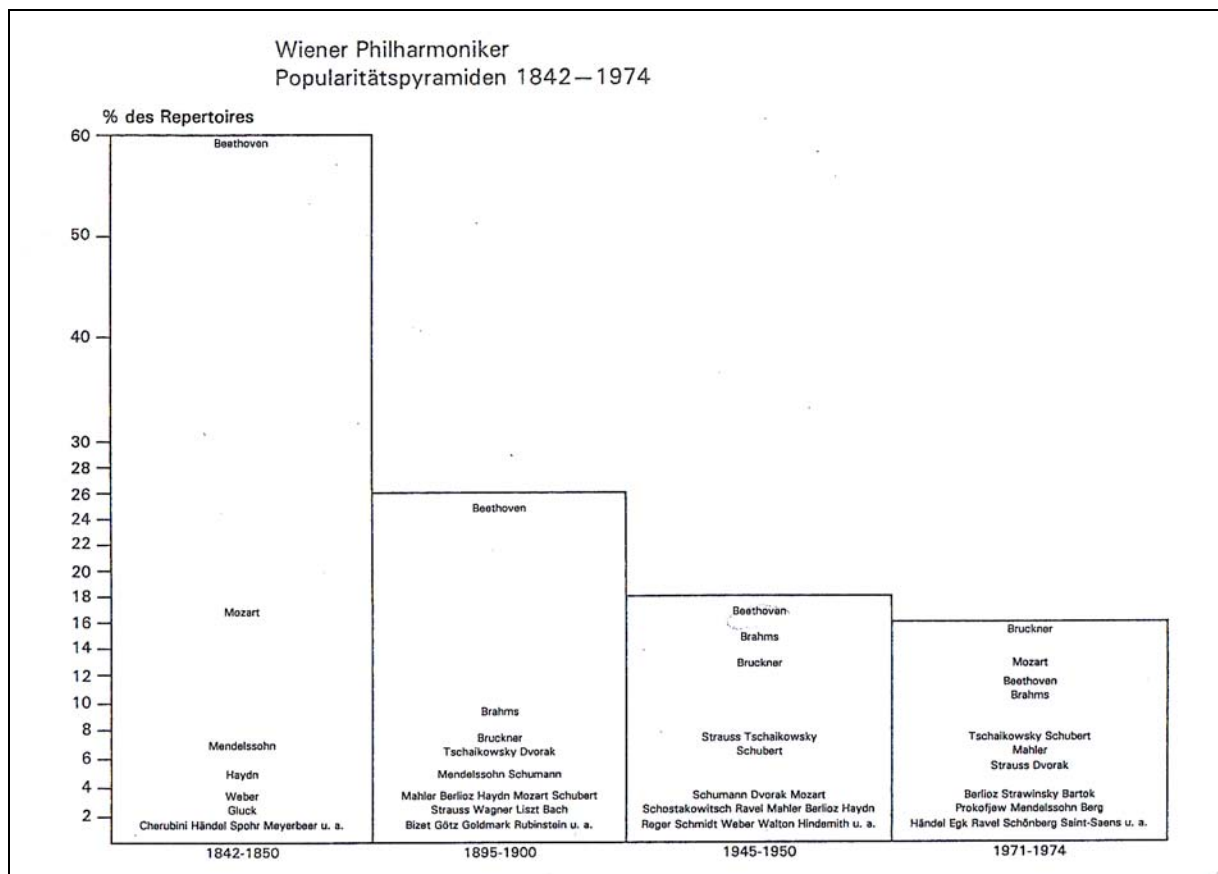 Wiener Philharmoniker
Popularitätspyramiden 1842—1974
% des Repertoires
60
50
40
30
28
26
24
22
20
18
16
14
12
10
8
6
4
2
Beethoven
Mozart
Mendelssohn
Haydn
Weber
Gluck
Cherubini Händel Spohr Meyerbeer u. a.
1842-1850
Beethoven
Brahms
Bruckner
Tschaikowsky Dvorak
Mendelssohn Schumann
Mahler Berlioz Haydn Mozart Schubert
Strauss Wagner Liszt Bach
Bizet Götz Goldmark Rubinstein u. a.
1895-1900
Beethoven
Brahms
Bruckner
Strauss Tschaikowsky
Schubert
Schumann Dvorak Mozart
Schostakowitsch Ravel Mahler Berlioz Haydn
Reger Schmidt Weber Walton Hindemith u. a.
1945-1950
Bruckner
Mozart
Beethoven
Brahms
Tschaikowsky Schubert
Mahler
Strauss Dvorak
Berlioz Strawinsky Bartok
Prokofjew Mendelssohn Berg
Händel Egk Ravel Schönberg Saint-Saens u. a.
1971-1974